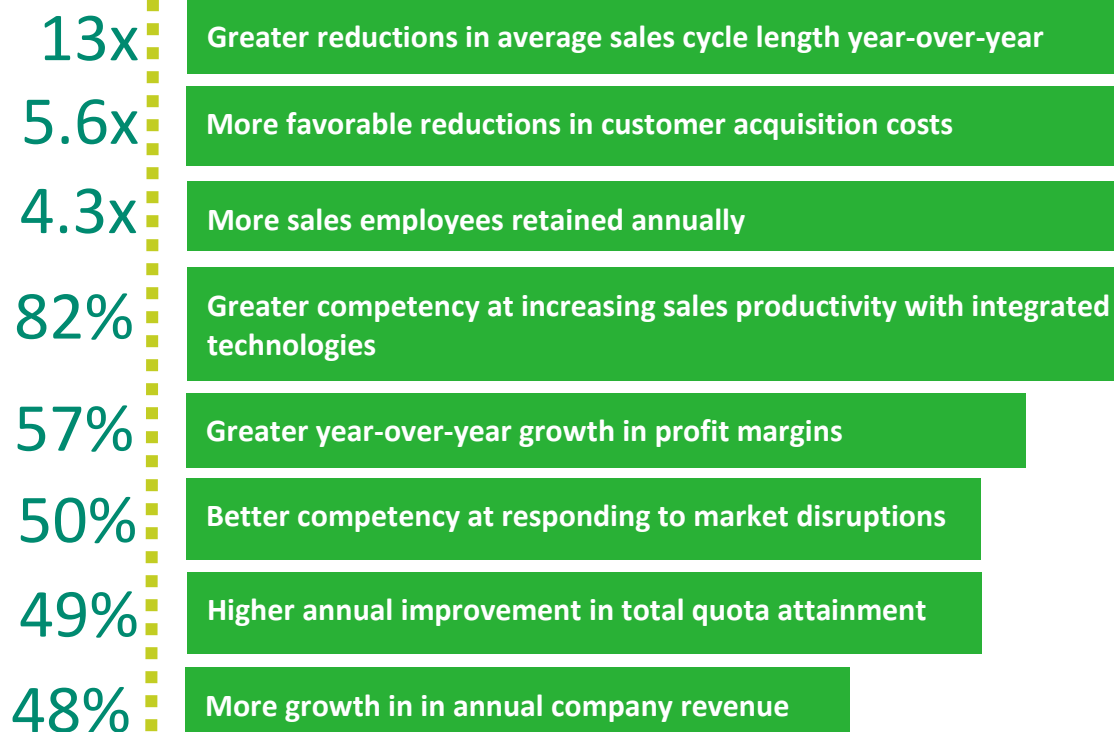 13x
Greater reductions in average sales cycle length year-over-year
5.6x
More favorable reductions in customer acquisition costs
4.3x
More sales employees retained annually
82%
Greater competency at increasing sales productivity with integrated
technologies
57%
Greater year-over-year growth in profit margins
50%
Better competency at responding to market disruptions
49%
Higher annual improvement in total quota attainment
48%
More growth in in annual company revenue